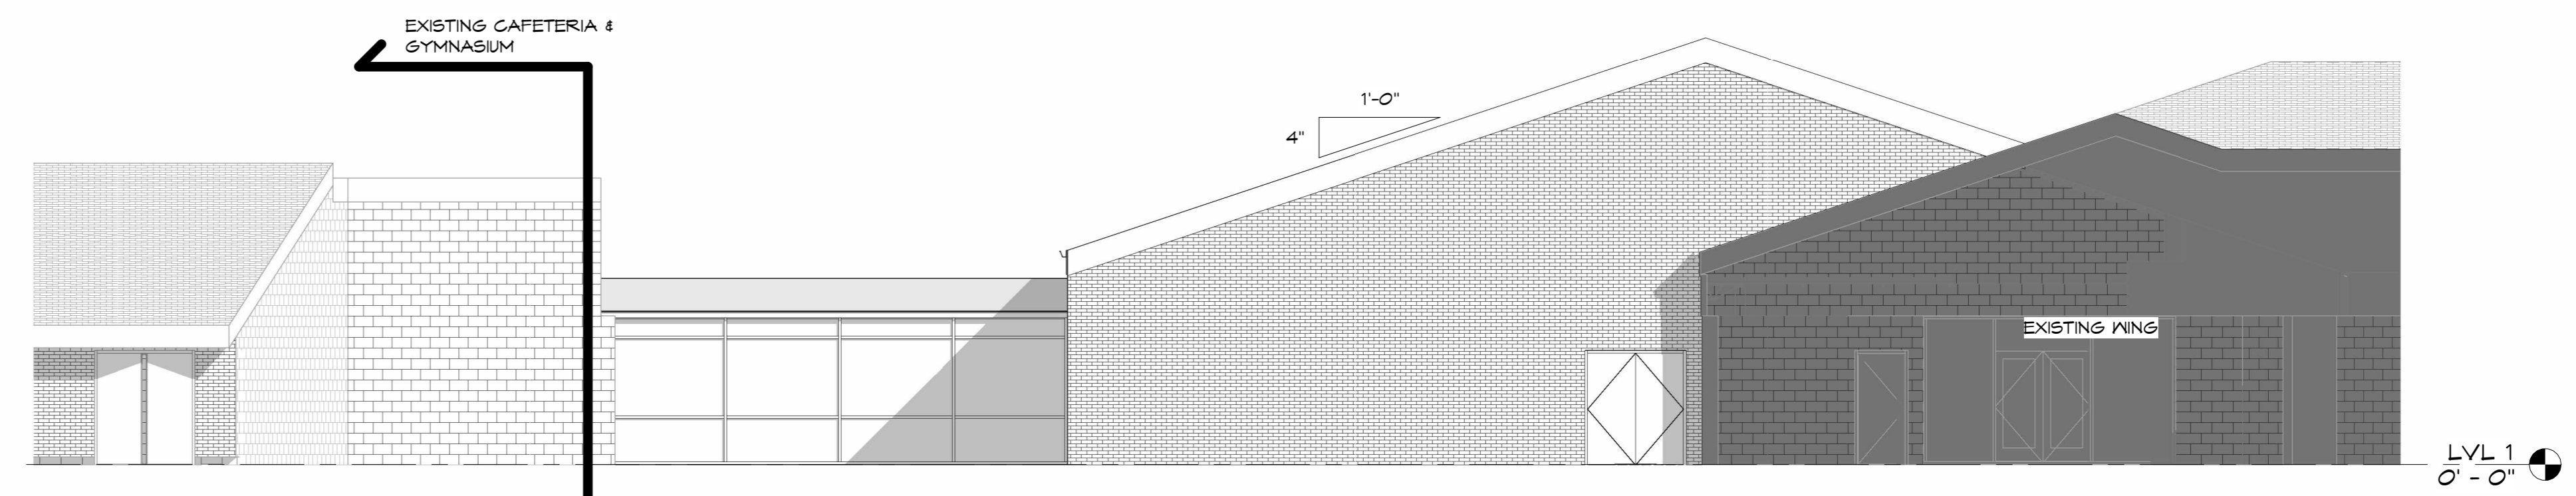 EXISTING CAFETERIA &
GYMNASIUM
1'-0"
4"
EXISTING WING
LVL 1
0' - 0"